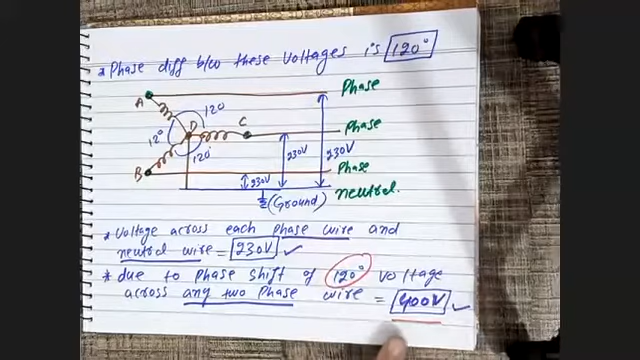 * Phase diff b/w these Voltages is 120°
Phase
A
120
12°
D
C
Phase
120
230V
230V
B
Phase
230V
(Ground)
neutral.
* Voltage across each phase wire and
neutral wire = 230V ✓
* due to phase shift of 120° voltage
across any two phase wire = 400V ✓